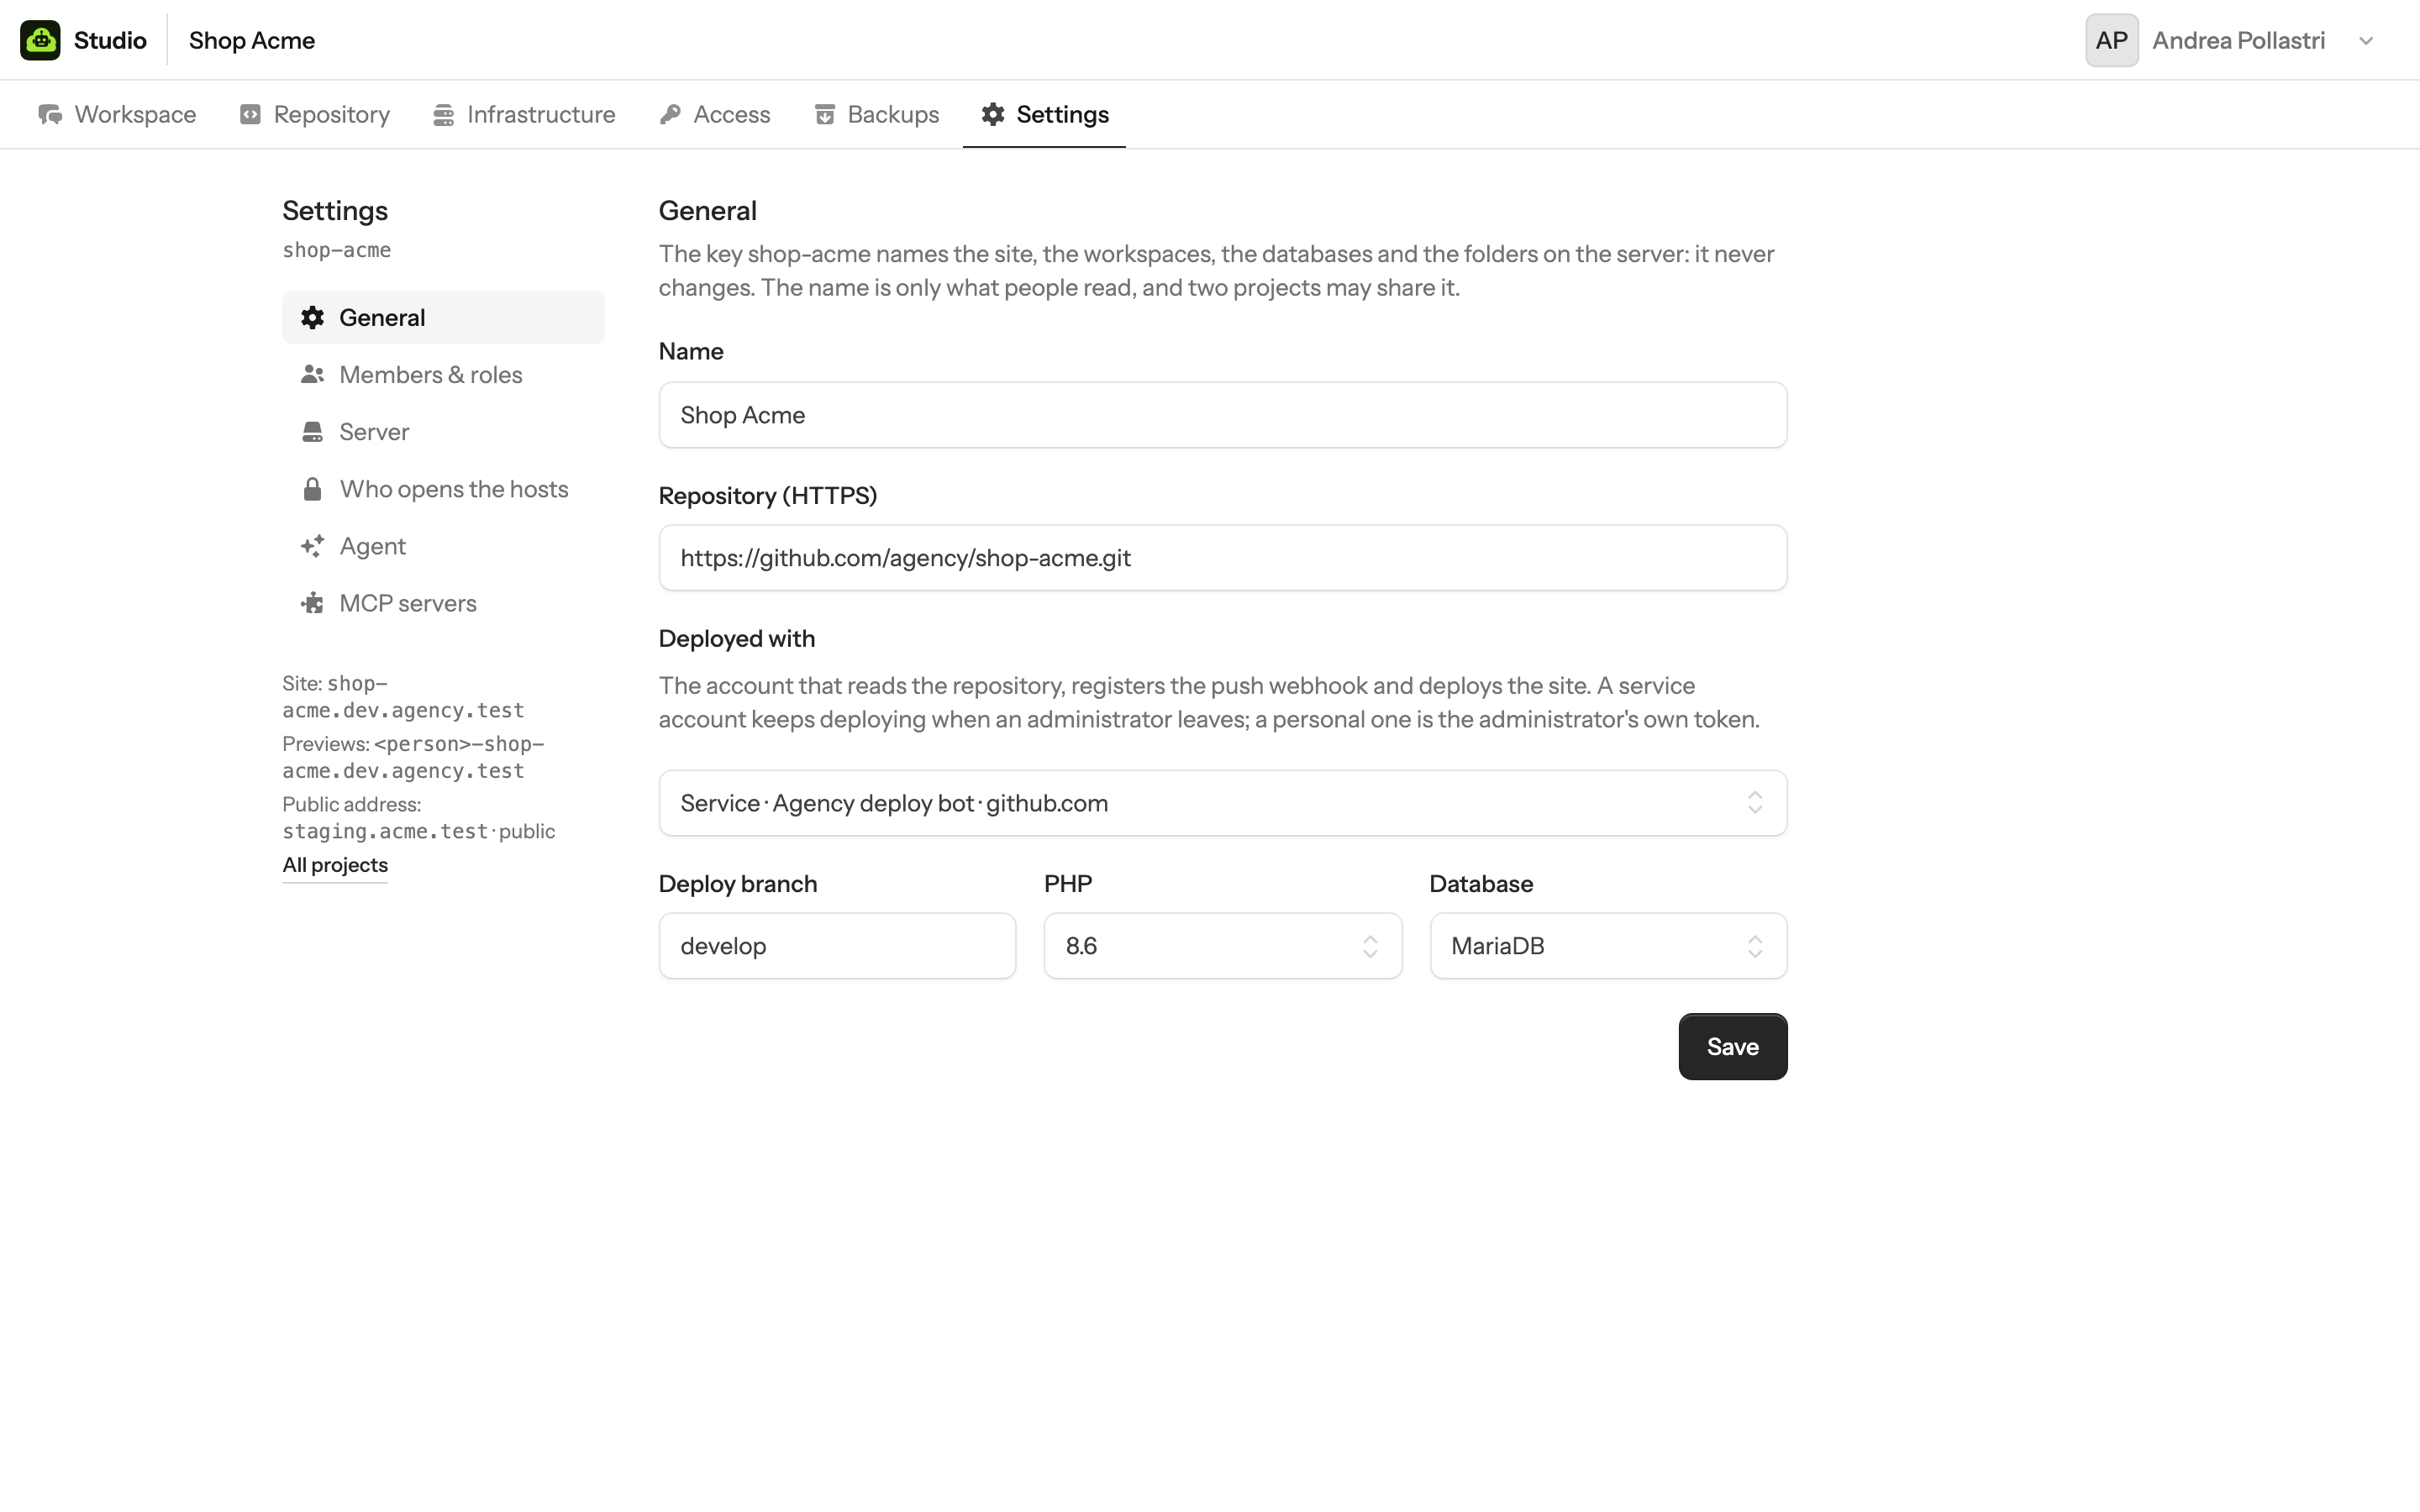 Studio
Shop Acme
AP
Andrea Pollastri
Workspace
Repository
Infrastructure
Access
Backups
Settings
Settings
shop-acme
General
Members & roles
Server
Who opens the hosts
Agent
MCP servers
Site: shop-
acme.dev.agency.test
Previews: <person>-shop-
acme.dev.agency.test
Public address:
staging.acme.test · public
All projects
General
The key shop-acme names the site, the workspaces, the databases and the folders on the server: it never
changes. The name is only what people read, and two projects may share it.
Name
Shop Acme
Repository (HTTPS)
https://github.com/agency/shop-acme.git
Deployed with
The account that reads the repository, registers the push webhook and deploys the site. A service
account keeps deploying when an administrator leaves; a personal one is the administrator's own token.
Service · Agency deploy bot · github.com
Deploy branch
PHP
Database
develop
8.6
MariaDB
Save